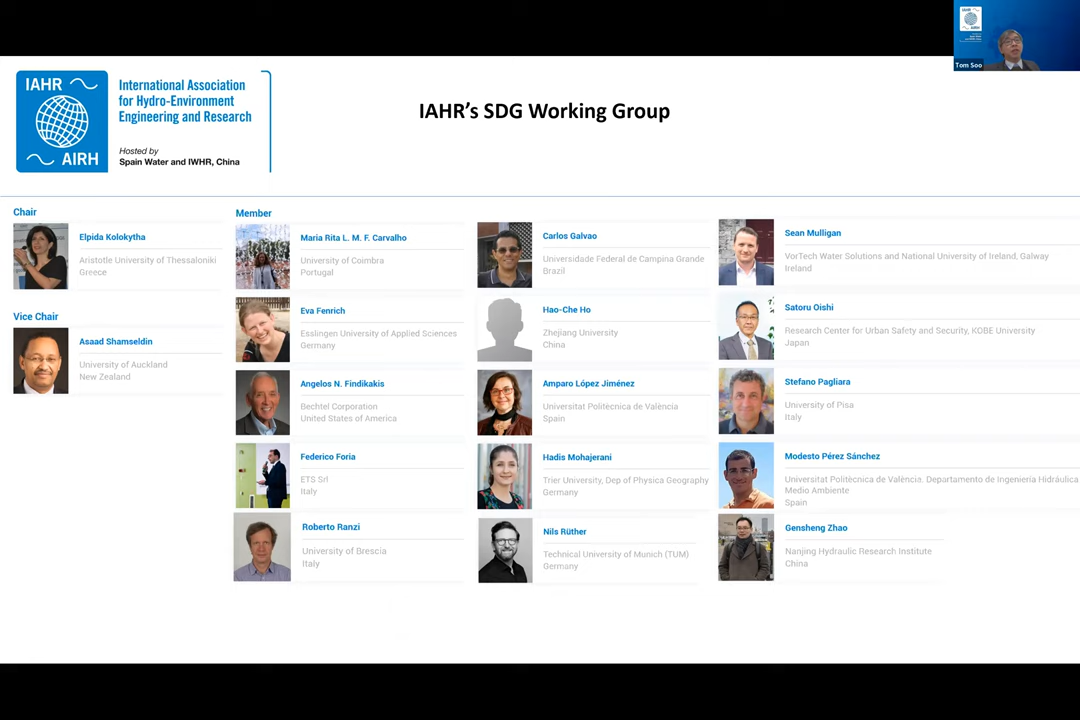 IAHR
AIRH
International Association
for Hydro-Environment
Engineering and Research
Hosted by
Spain Water and IWHR, China
IAHR's SDG Working Group
Tom Soo
Chair
Elpida Kolokytha
Aristotle University of Thessaloniki
Greece
Vice Chair
Asaad Shamseldin
University of Auckland
New Zealand
Member
Maria Rita L. M. F. Carvalho
University of Coimbra
Portugal
Eva Fenrich
Esslingen University of Applied Sciences
Germany
Angelos N. Findikakis
Bechtel Corporation
United States of America
Federico Foria
ETS Srl
Italy
Roberto Ranzi
University of Brescia
Italy
Carlos Galvao
Universidade Federal de Campina Grande
Brazil
Hao-Che Ho
Zhejiang University
China
Amparo López Jiménez
Universitat Politècnica de València
Spain
Hadis Mohajerani
Trier University, Dep of Physica Geography
Germany
Nils Rüther
Technical University of Munich (TUM)
Germany
Sean Mulligan
VorTech Water Solutions and National University of Ireland, Galway
Ireland
Satoru Oishi
Research Center for Urban Safety and Security, KOBE University
Japan
Stefano Pagliara
University of Pisa
Italy
Modesto Pérez Sánchez
Universitat Politècnica de València. Departamento de Ingeniería Hidráulica
Medio Ambiente
Spain
Gensheng Zhao
Nanjing Hydraulic Research Institute
China